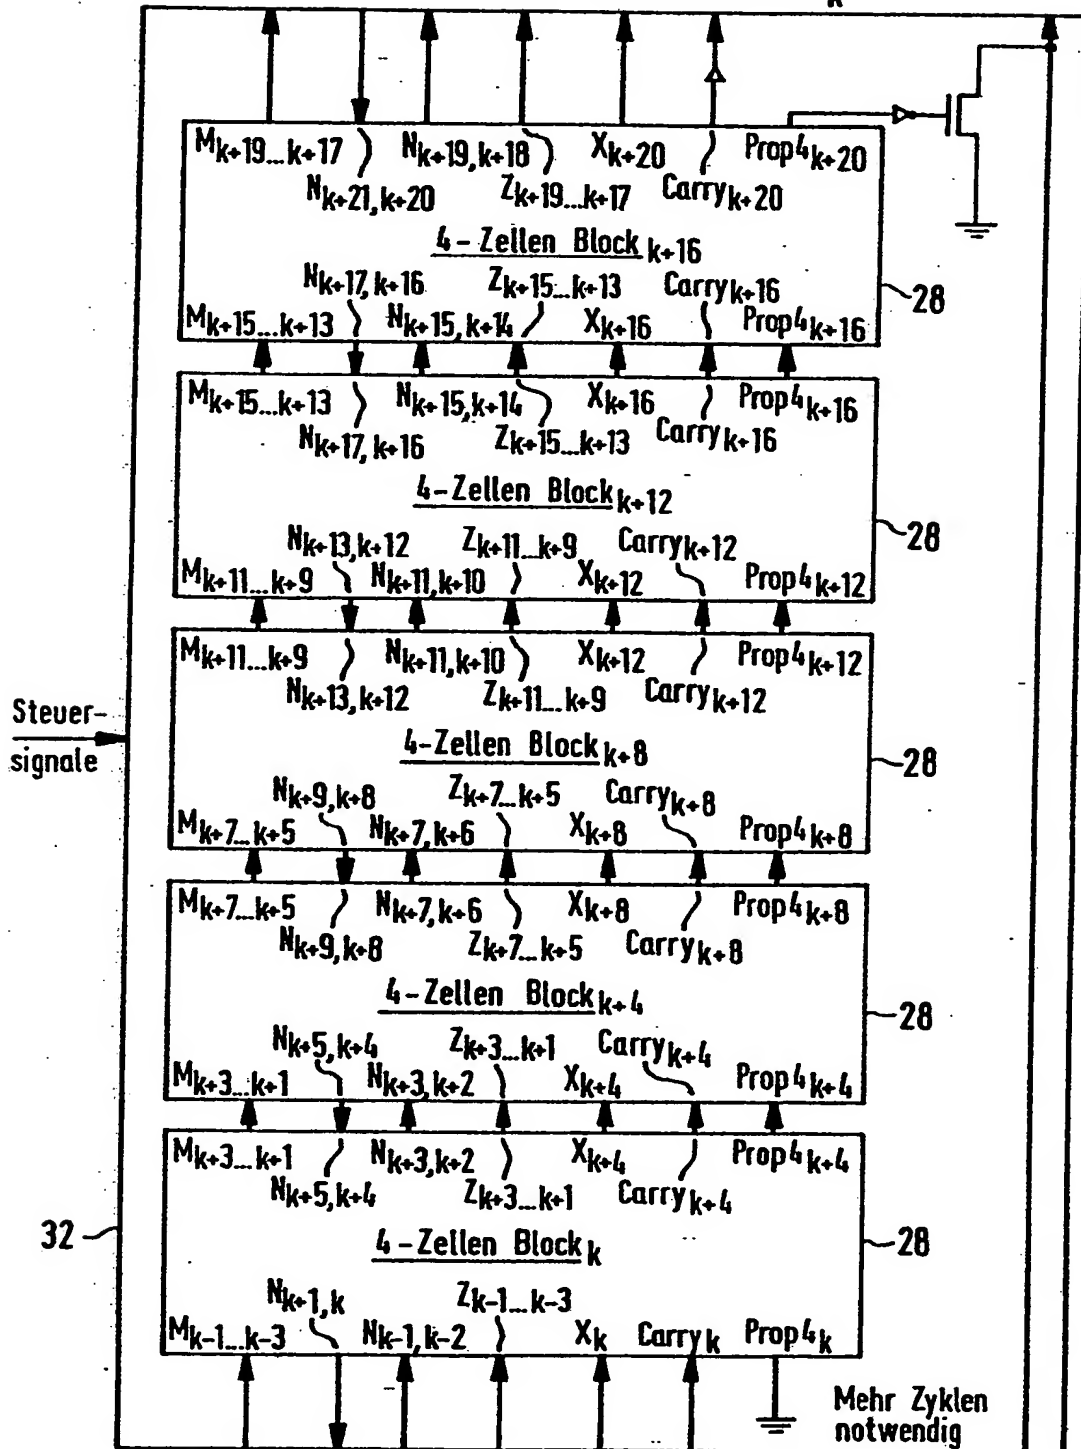 k
M k+19...k+17 N k+19, k+18 X k+20 Prop4 k+20
N k+21, k+20 Z k+19...k+17 Carry k+20
4-Zellen Block k+16
N k+17, k+16 Z k+15...k+13 Carry k+16
M k+15...k+13 N k+15, k+14 X k+16 Prop4 k+16
28
M k+15...k+13 N k+15, k+14 X k+16 Prop4 k+16
N k+17, k+16 Z k+15...k+13 Carry k+16
4-Zellen Block k+12
28
N k+13, k+12 Z k+11...k+9 Carry k+12
M k+11...k+9 N k+11, k+10 X k+12 Prop4 k+12
M k+11...k+9 N k+11, k+10 X k+12 Prop4 k+12
N k+13, k+12 Z k+11...k+9 Carry k+12
Steuer-
signale
4-Zellen Block k+8
28
N k+9, k+8 Z k+7...k+5 Carry k+8
M k+7...k+5 N k+7, k+6 X k+8 Prop4 k+8
M k+7...k+5 N k+7, k+6 X k+8 Prop4 k+8
N k+9, k+8 Z k+7...k+5 Carry k+8
4-Zellen Block k+4
28
N k+5, k+4 Z k+3...k+1 Carry k+4
M k+3...k+1 N k+3, k+2 X k+4 Prop4 k+4
M k+3...k+1 N k+3, k+2 X k+4 Prop4 k+4
N k+5, k+4 Z k+3...k+1 Carry k+4
32
4-Zellen Block k
28
N k+1, k Z k-1...k-3
M k-1...k-3 N k-1, k-2 X k Carry k Prop4 k
Mehr Zyklen
notwendig